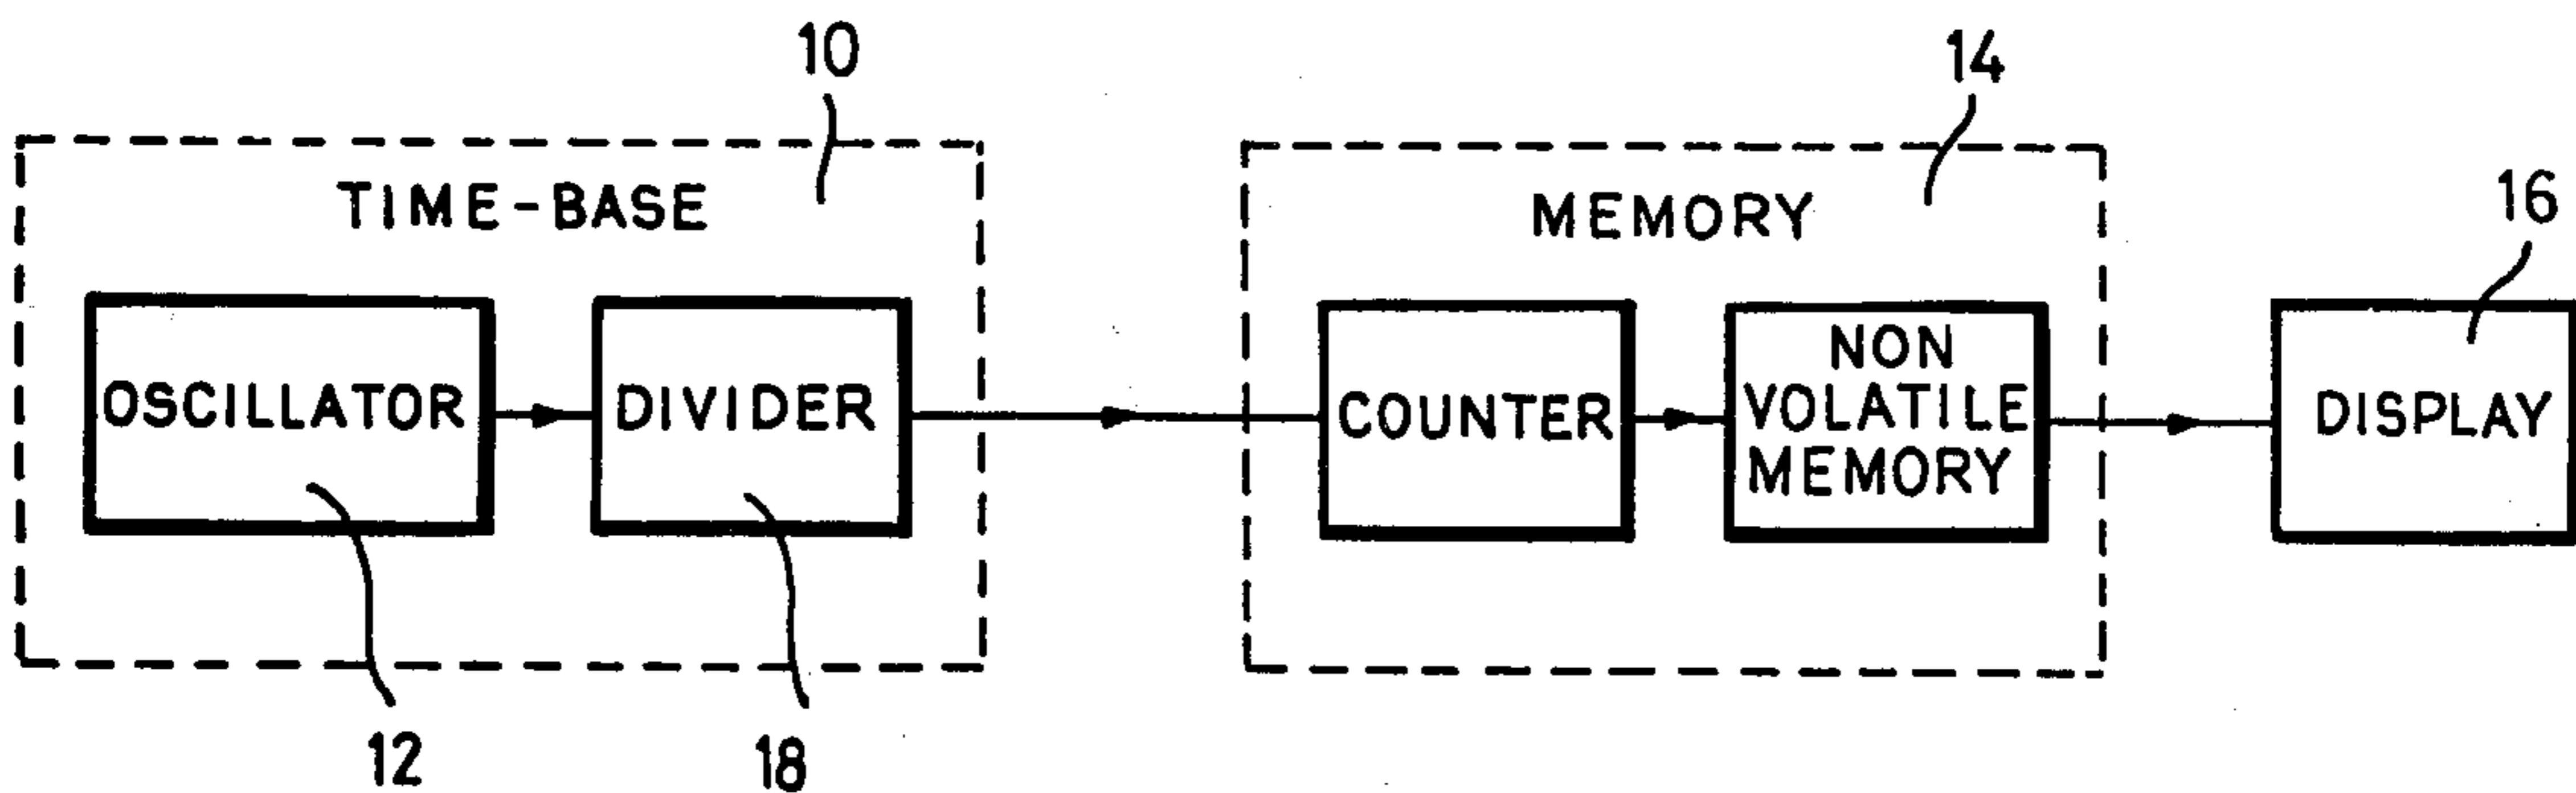 10
14
TIME-BASE
MEMORY
16
OSCILLATOR
DIVIDER
COUNTER
NON
VOLATILE
MEMORY
DISPLAY
12
18